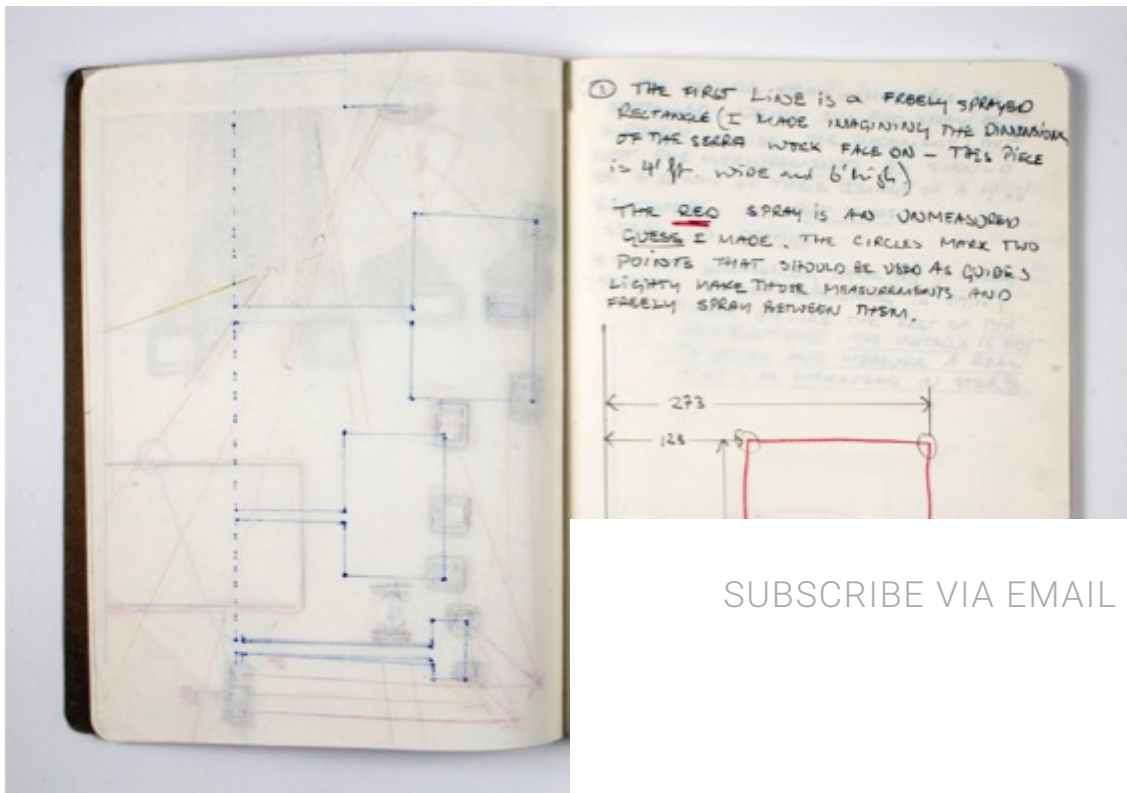 ① THE FIRST LINE is a FREELY SPRAYED
RECTANGLE (I MADE IMAGINING THE DIMENSIONS
OF THE SERRA WORK FACE ON – THIS PIECE
is 4' ft. WIDE and 6' high)
THE RED SPRAY is AN UNMEASURED
GUESS I MADE. THE CIRCLES MARK TWO
POINTS THAT SHOULD BE USED AS GUIDES
LIGHTLY MAKE THOSE MEASUREMENTS AND
FREELY SPRAY BETWEEN THEM.
273
128
SUBSCRIBE VIA EMAIL